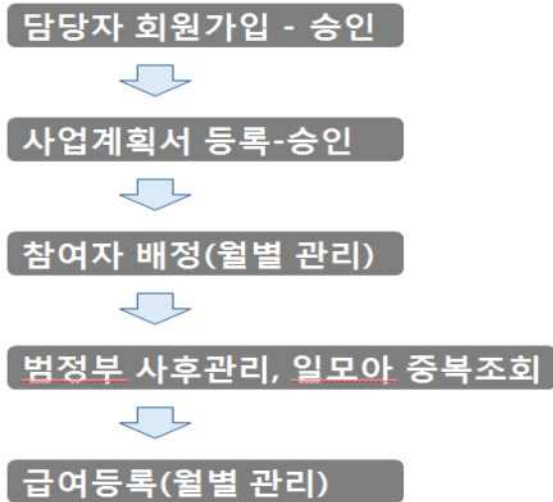 담당자 회원가입 - 승인
사업계획서 등록-승인
참여자 배정(월별 관리)
범정부 사후관리, 일모아 중복조회
급여등록(월별 관리)